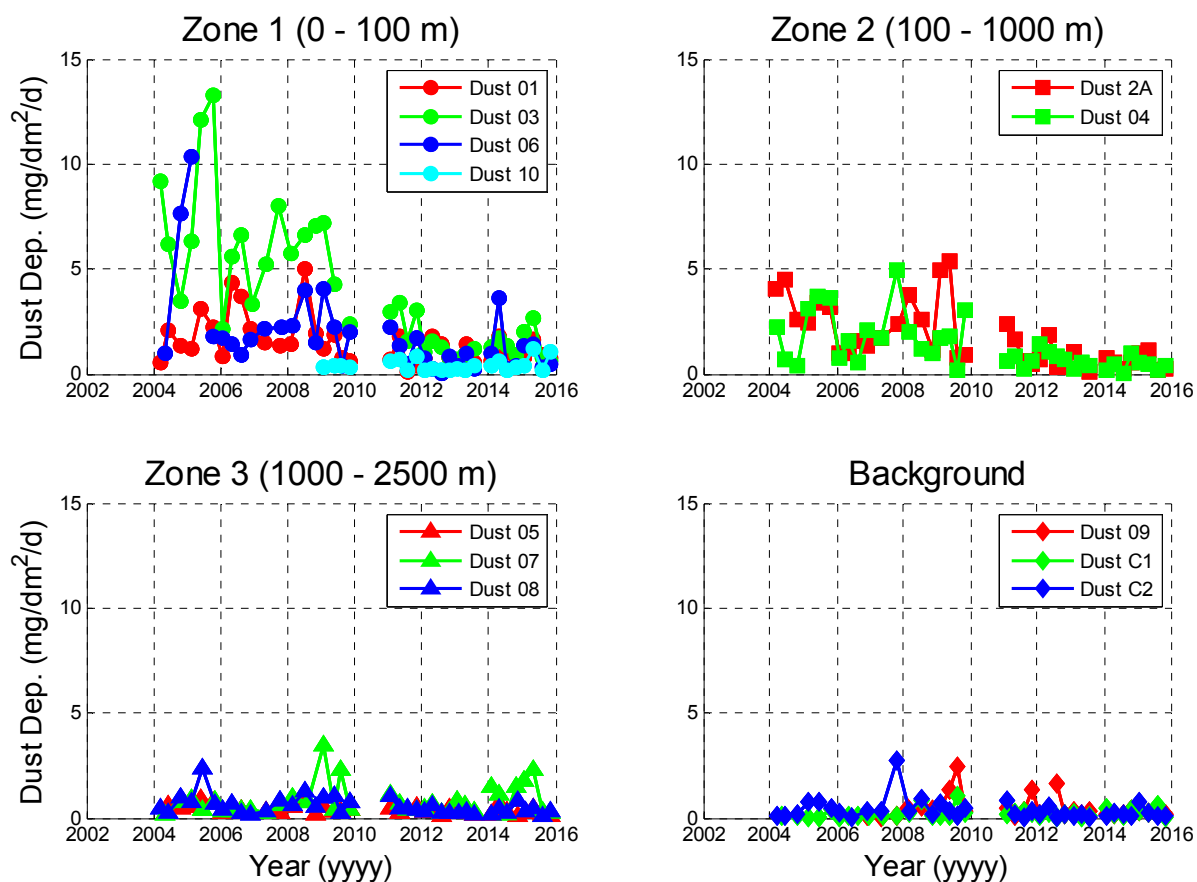 Zone 1 (0 - 100 m)
Dust Dep. (mg/dm²/d)
15
10
5
0
2002 2004 2006 2008 2010 2012 2014 2016
Dust 01
Dust 03
Dust 06
Dust 10
Zone 2 (100 - 1000 m)
15
10
5
0
2002 2004 2006 2008 2010 2012 2014 2016
Dust 2A
Dust 04
Zone 3 (1000 - 2500 m)
Dust Dep. (mg/dm²/d)
15
10
5
0
2002 2004 2006 2008 2010 2012 2014 2016
Year (yyyy)
Dust 05
Dust 07
Dust 08
Background
15
10
5
0
2002 2004 2006 2008 2010 2012 2014 2016
Year (yyyy)
Dust 09
Dust C1
Dust C2